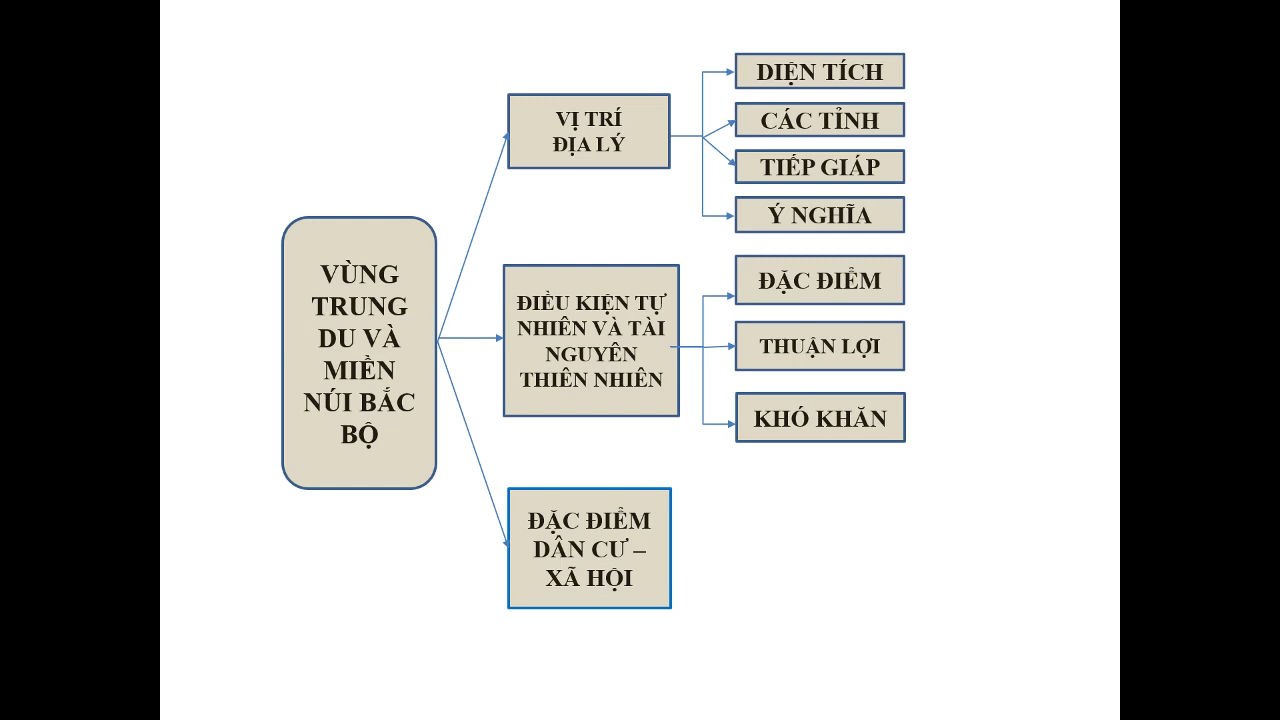 VÙNG
TRUNG
DU VÀ
MIỀN
NÚI BẮC
BỘ
VỊ TRÍ
ĐỊA LÝ
DIỆN TÍCH
CÁC TỈNH
TIẾP GIÁP
Ý NGHĨA
ĐIỀU KIỆN TỰ
NHIÊN VÀ TÀI
NGUYÊN
THIÊN NHIÊN
ĐẶC ĐIỂM
THUẬN LỢI
KHÓ KHĂN
ĐẶC ĐIỂM
DÂN CƯ –
XÃ HỘI